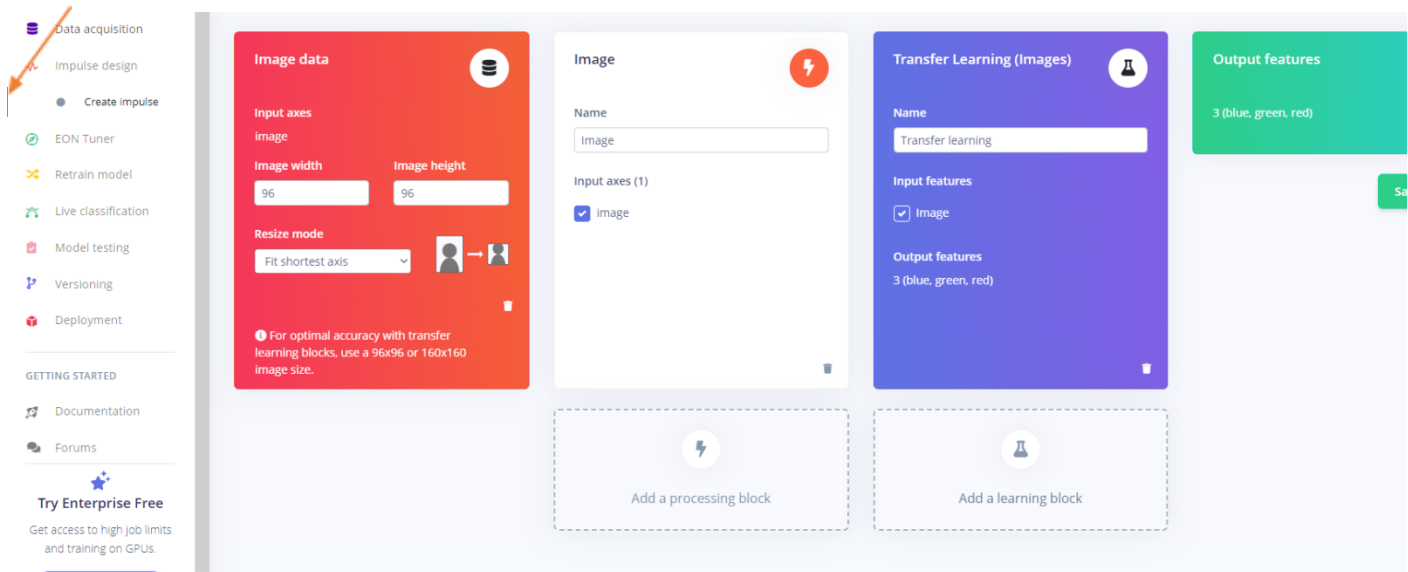 Data acquisition
Impulse design
Create impulse
EON Tuner
Retrain model
Live classification
Model testing
Versioning
Deployment
GETTING STARTED
Documentation
Forums
Try Enterprise Free
Get access to high job limits
and training on GPUs.
Image data
Input axes
image
Image width
Image height
96
96
Resize mode
Fit shortest axis
For optimal accuracy with transfer
learning blocks, use a 96x96 or 160x160
image size.
Image
Name
Image
Input axes (1)
image
Add a processing block
Transfer Learning (Images)
Name
Transfer learning
Input features
Image
Output features
3 (blue, green, red)
Add a learning block
Output features
3 (blue, green, red)
Sa